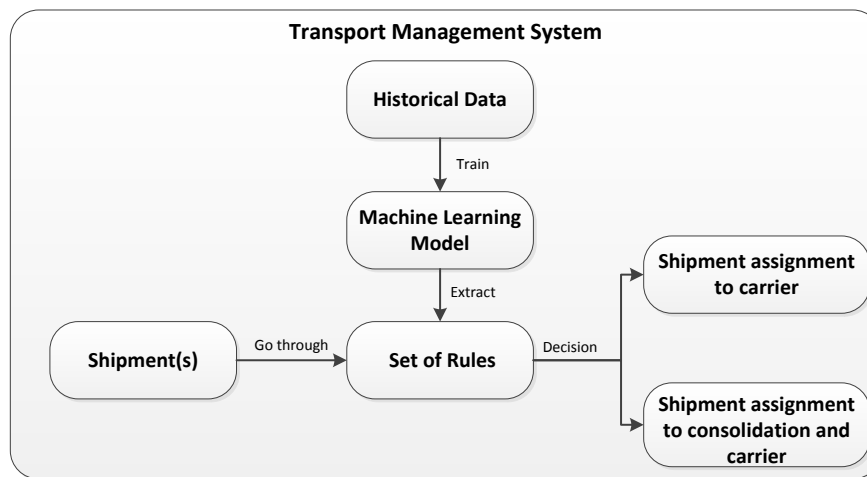 Transport Management System
Historical Data
Train
Machine Learning
Model
Extract
Shipment(s)
Go through
Set of Rules
Decision
Shipment assignment
to carrier
Shipment assignment
to consolidation and
carrier